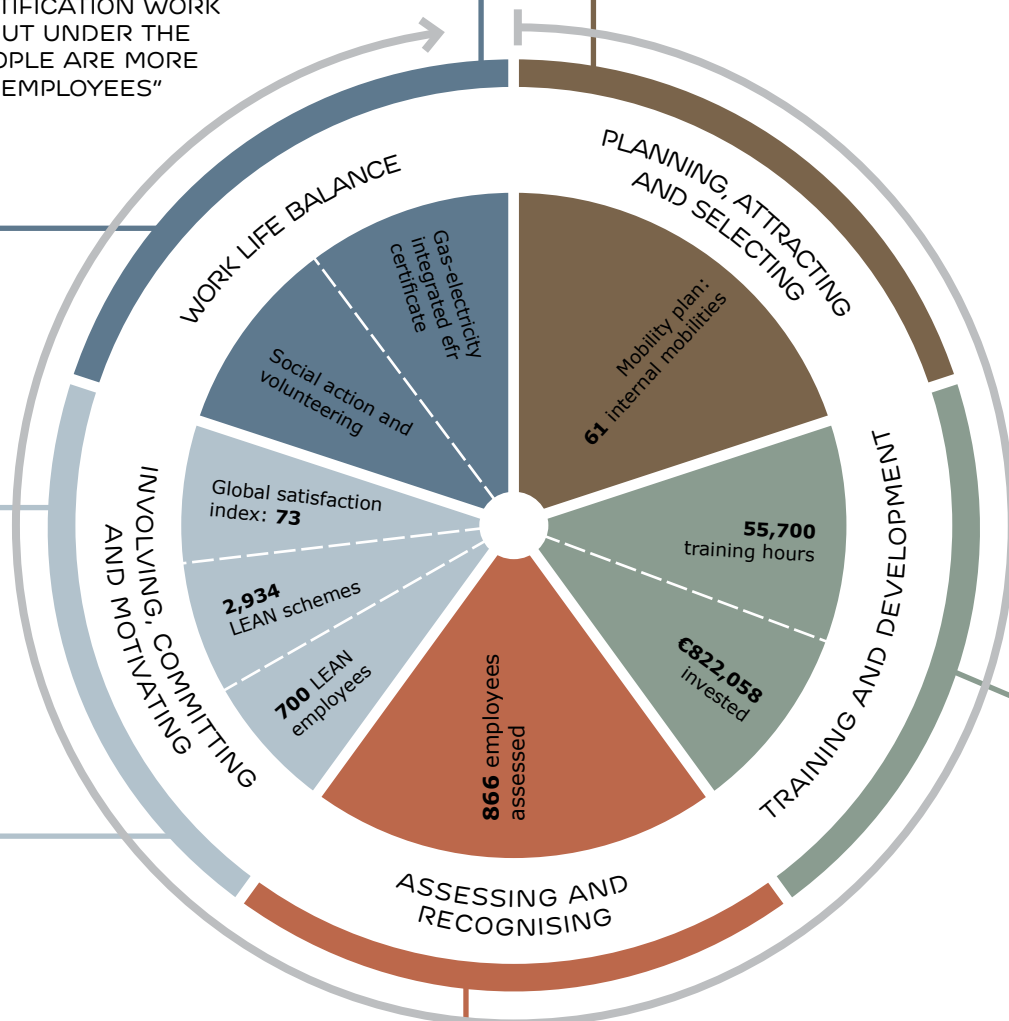 TIFICATION WORK
UT UNDER THE
OPLE ARE MORE
EMPLOYEES”
PLANNING, ATTRACTING
AND SELECTING
Mobility plan:
61 internal mobilities
TRAINING AND DEVELOPMENT
55,700
training hours
€822,058
invested
ASSESSING AND
RECOGNISING
866 employees
assessed
INVOLVING, COMMITTING
AND MOTIVATING
700 LEAN
employees
2,934
LEAN schemes
Global satisfaction
index: 73
WORK LIFE BALANCE
Social action and
volunteering
Gas-electricity
integrated efr
certificate